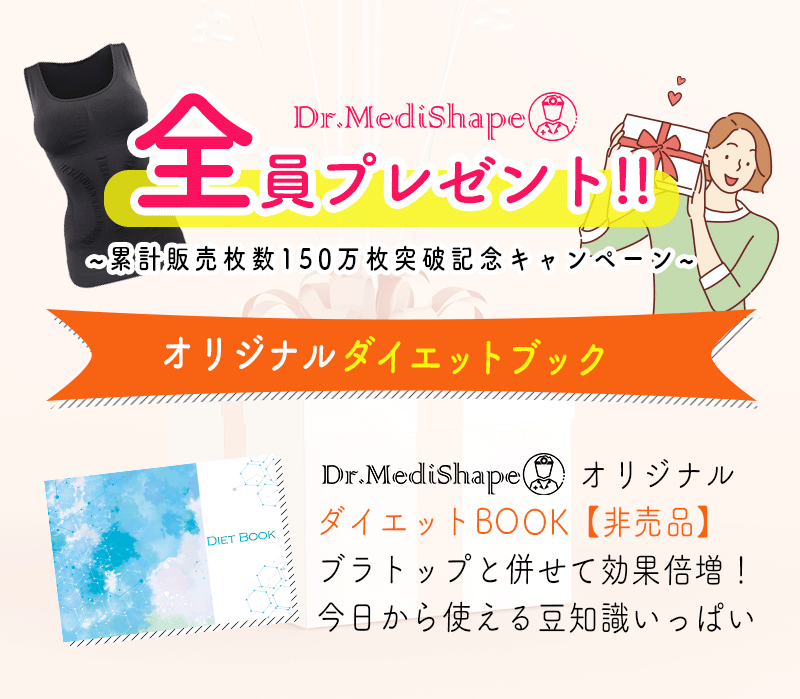 Dr.MediShape
全員プレゼント!!
~累計販売枚数150万枚突破記念キャンペーン~
オリジナルダイエットブック
DIET BOOK
Dr.MediShape オリジナル
ダイエットBOOK【非売品】
ブラトップと併せて効果倍増！
今日から使える豆知識いっぱい